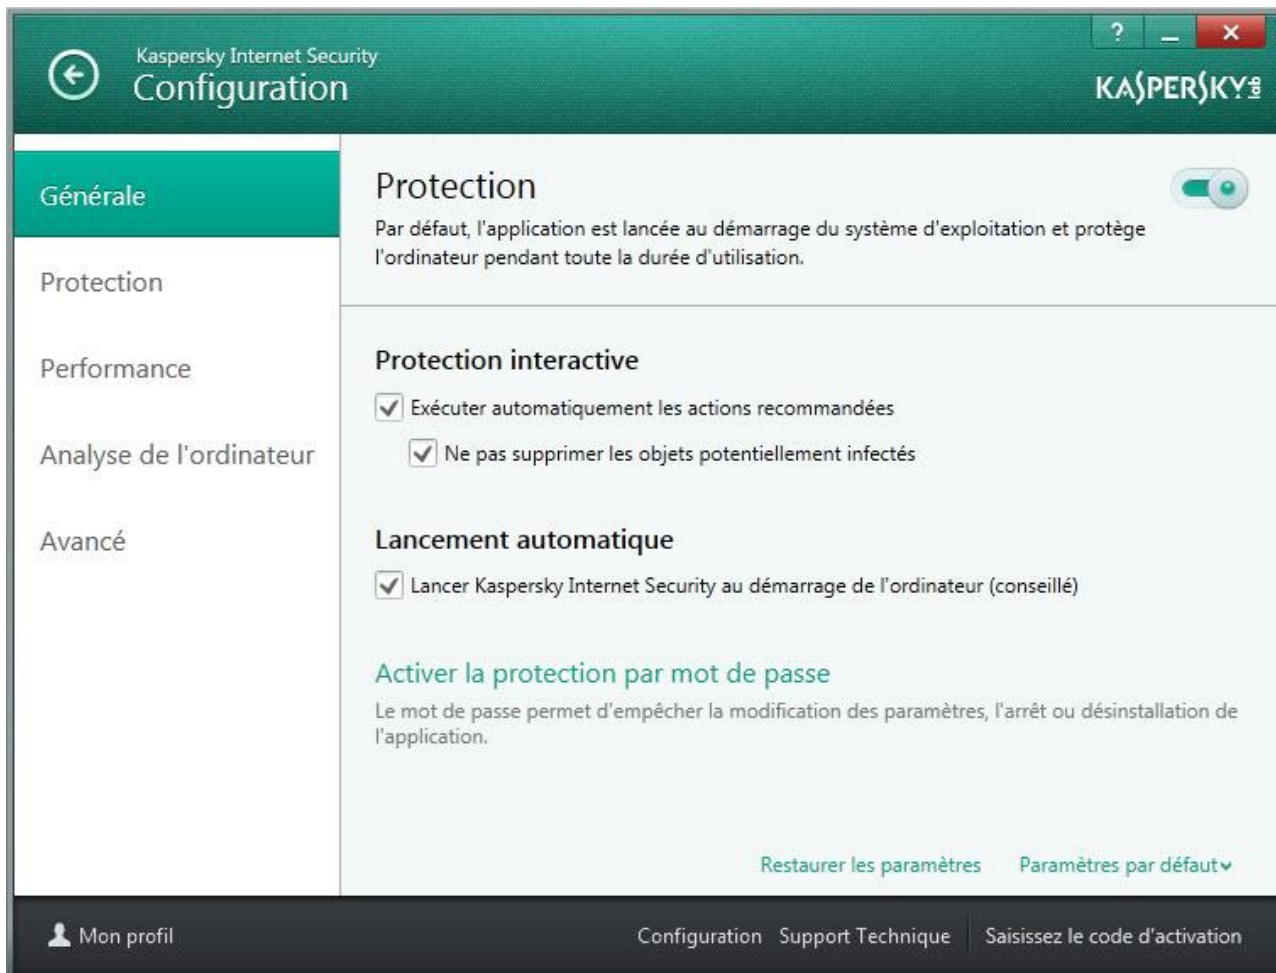 ?
Kaspersky Internet Security
Configuration
KASPERSKY lab
Générale
Protection
Performance
Analyse de l'ordinateur
Avancé
Protection
Par défaut, l'application est lancée au démarrage du système d'exploitation et protège
l'ordinateur pendant toute la durée d'utilisation.
Protection interactive
Exécuter automatiquement les actions recommandées
Ne pas supprimer les objets potentiellement infectés
Lancement automatique
Lancer Kaspersky Internet Security au démarrage de l'ordinateur (conseillé)
Activer la protection par mot de passe
Le mot de passe permet d'empêcher la modification des paramètres, l'arrêt ou désinstallation de
l'application.
Restaurer les paramètres Paramètres par défaut
Mon profil
Configuration Support Technique Saisissez le code d'activation